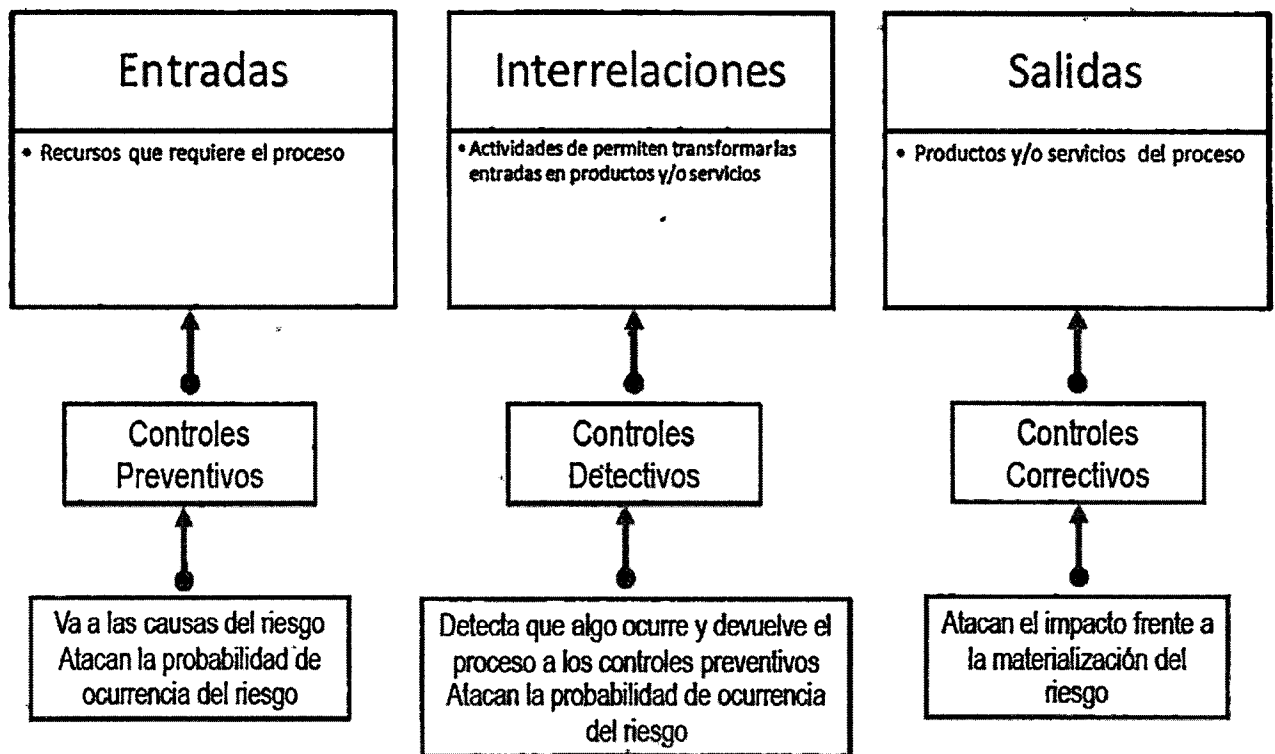 Entradas
• Recursos que requiere el proceso
Interrelaciones
• Actividades de permiten transformar las
entradas en productos y/o servicios
Salidas
• Productos y/o servicios del proceso
Controles
Preventivos
Controles
Detectivos
Controles
Correctivos
Va a las causas del riesgo
Atacan la probabilidad de
ocurrencia del riesgo
Detecta que algo ocurre y devuelve el
proceso a los controles preventivos
Atacan la probabilidad de ocurrencia
del riesgo
Atacan el impacto frente a
la materialización del
riesgo